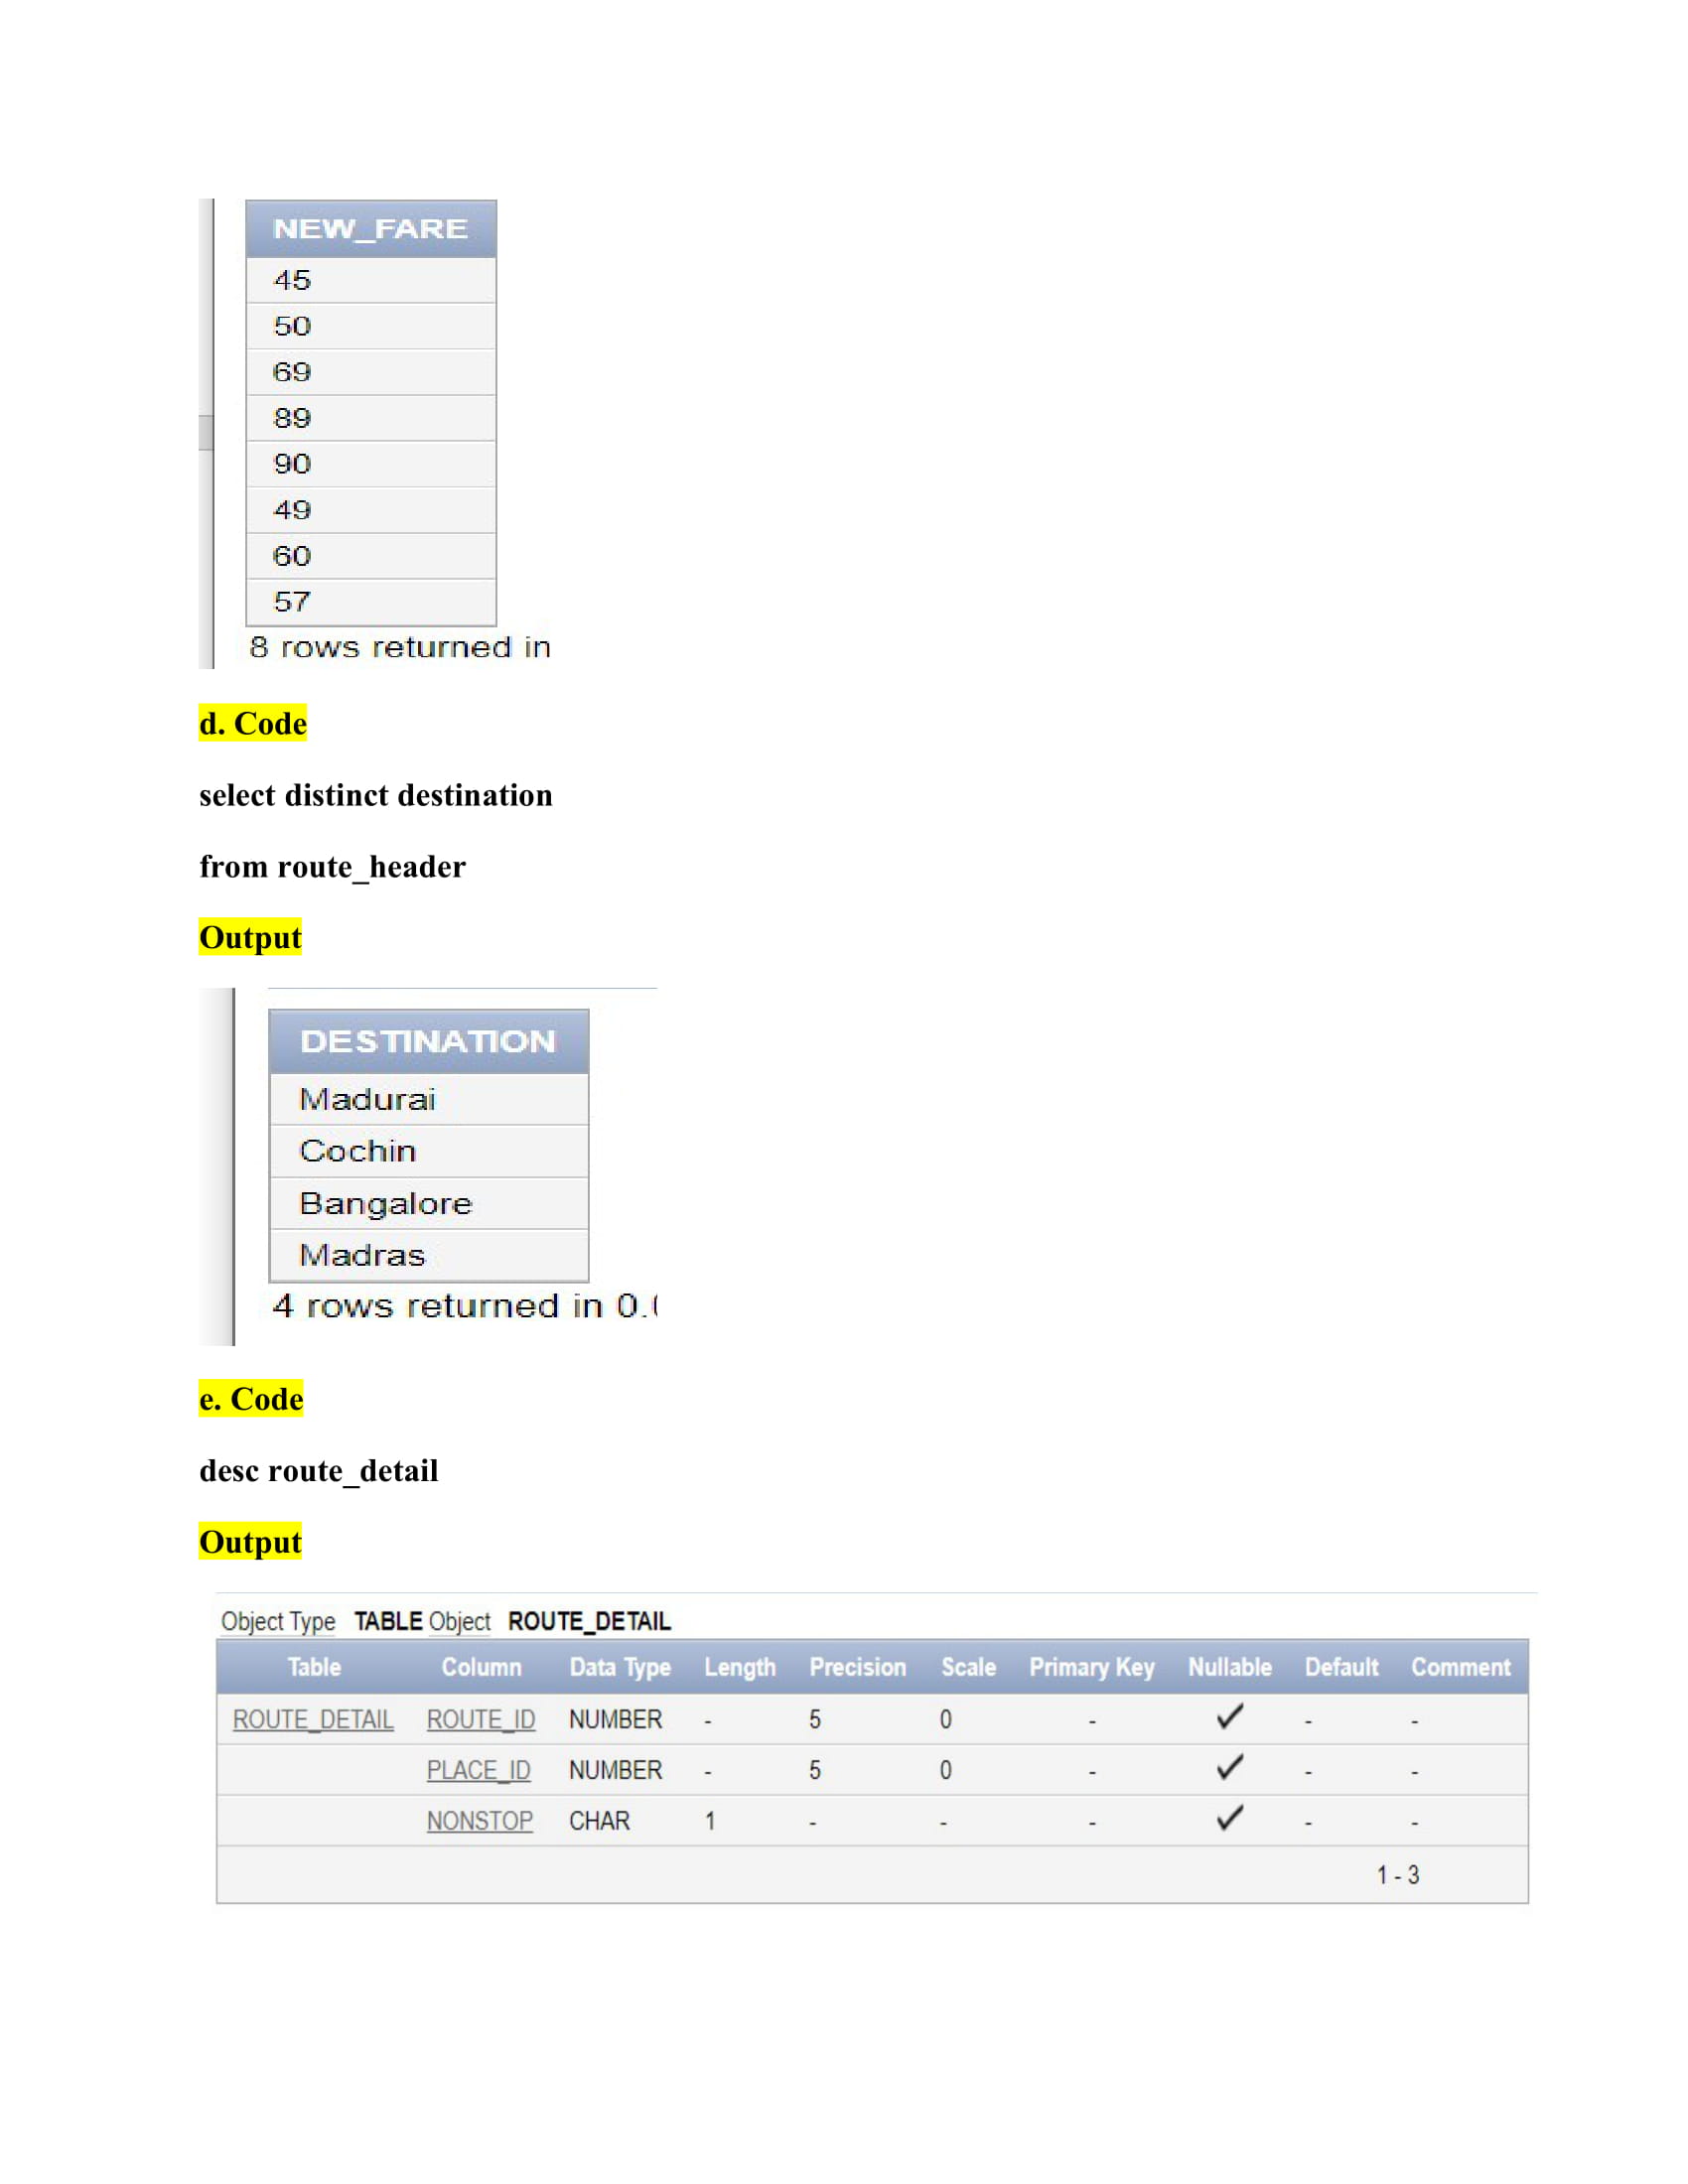 NEW_FARE
45
50
69
89
90
49
60
57
8 rows returned in
d. Code
select distinct destination
from route_header
Output
DESTINATION
Madurai
Cochin
Bangalore
Madras
4 rows returned in 0.
e. Code
desc route_detail
Output
Object Type TABLE Object ROUTE_DETAIL
Table Column Data Type Length Precision Scale Primary Key Nullable Default Comment
ROUTE_DETAIL ROUTE_ID NUMBER - 5 0 - ✓ - -
PLACE_ID NUMBER - 5 0 - ✓ - -
NONSTOP CHAR 1 - - - ✓ - -
1 - 3